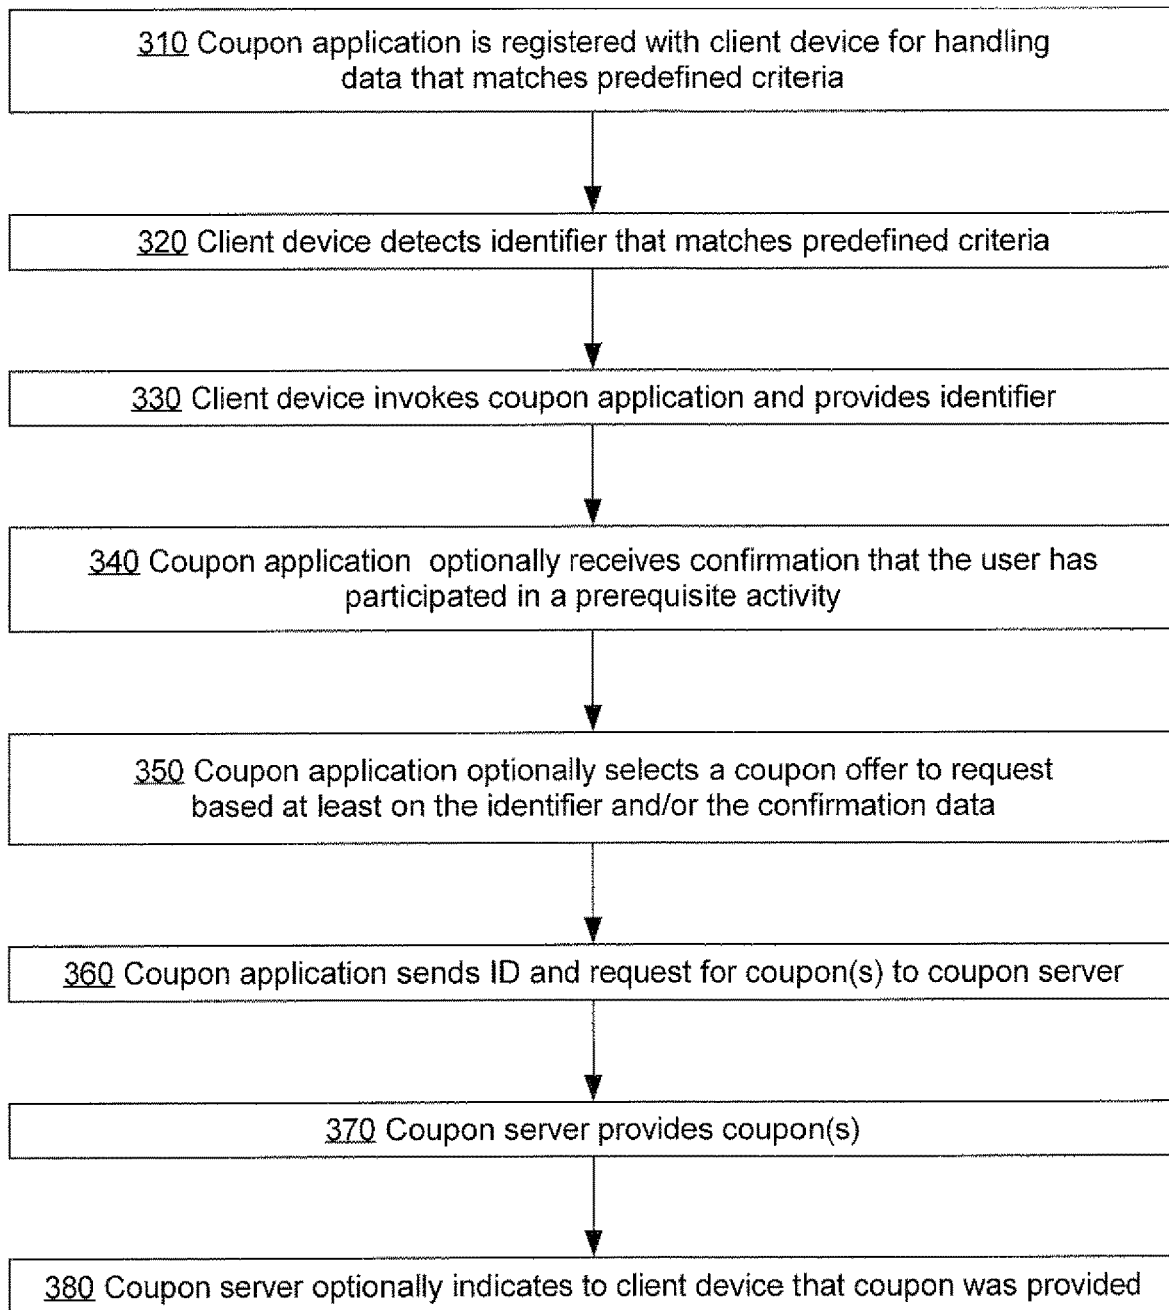 310 Coupon application is registered with client device for handling
data that matches predefined criteria
320 Client device detects identifier that matches predefined criteria
330 Client device invokes coupon application and provides identifier
340 Coupon application optionally receives confirmation that the user has
participated in a prerequisite activity
350 Coupon application optionally selects a coupon offer to request
based at least on the identifier and/or the confirmation data
360 Coupon application sends ID and request for coupon(s) to coupon server
370 Coupon server provides coupon(s)
380 Coupon server optionally indicates to client device that coupon was provided